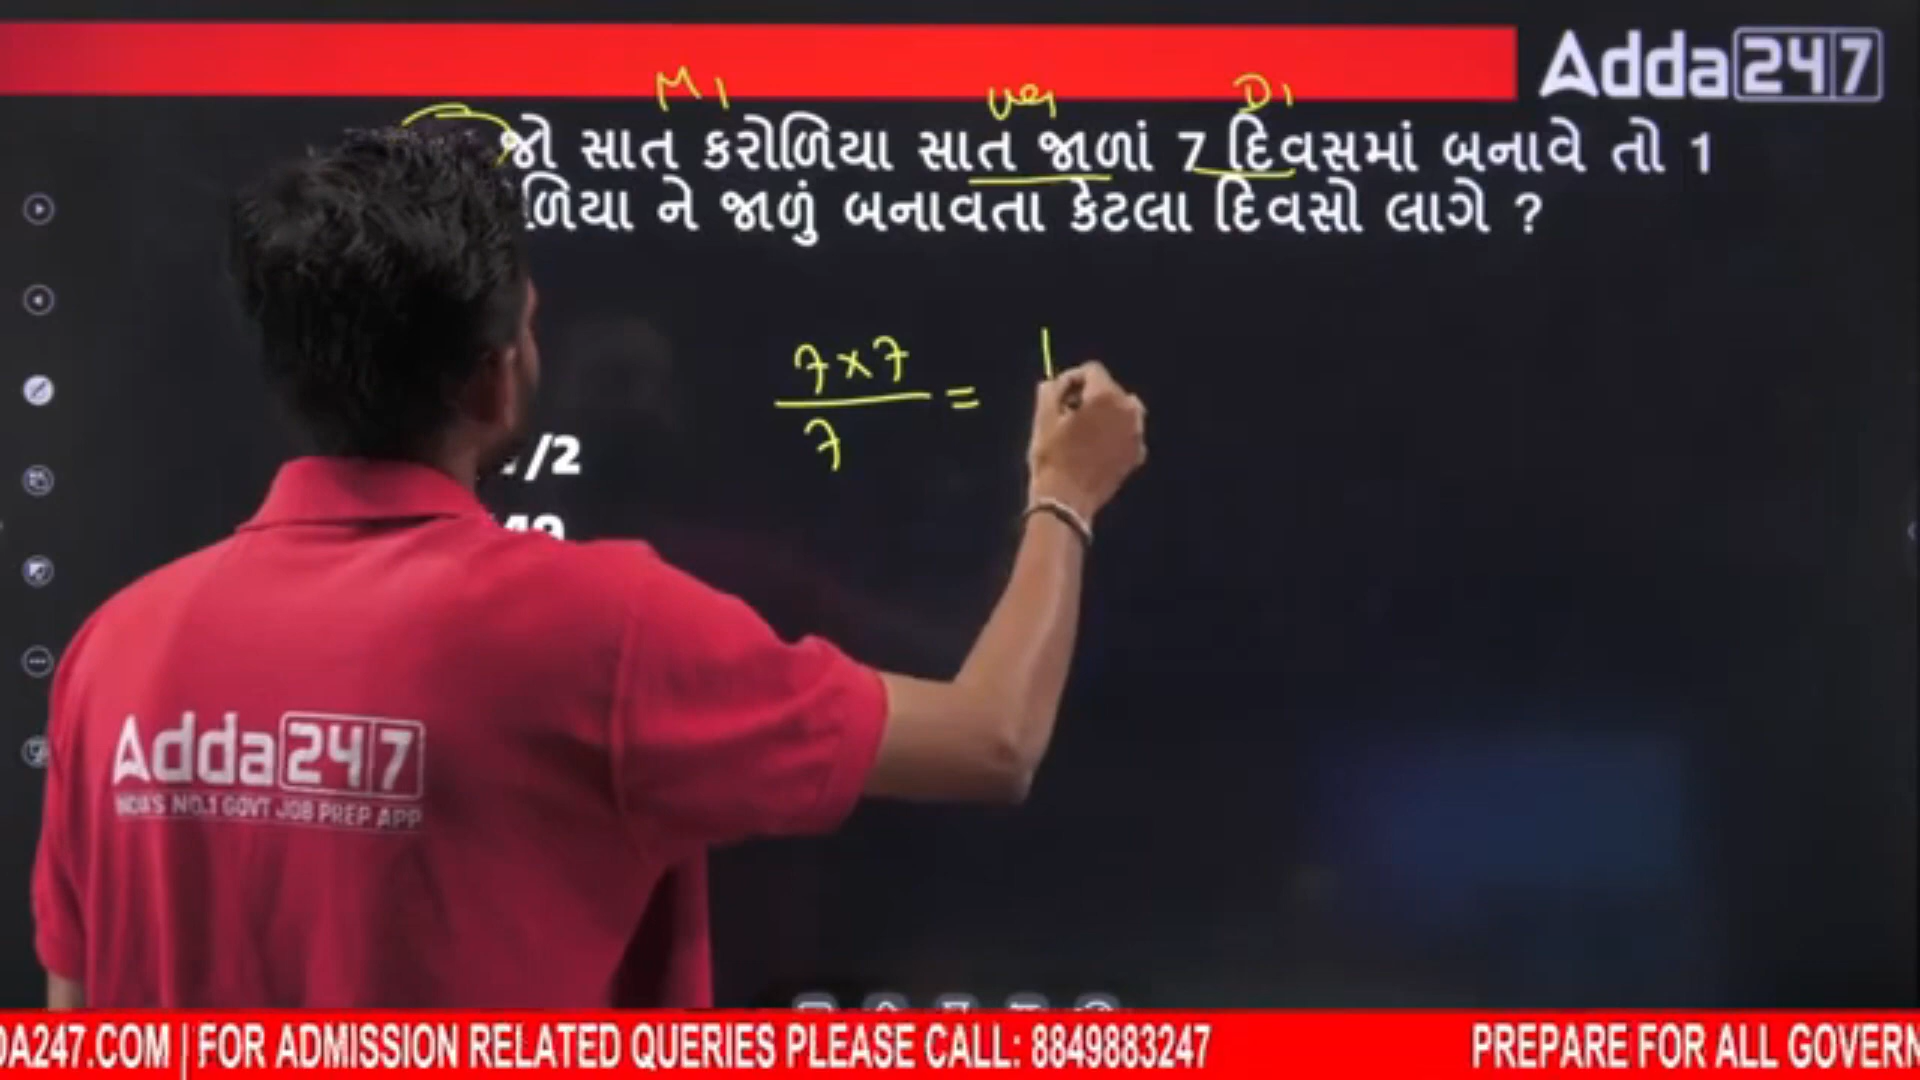 Adda247
M1 W1 D1
જો સાત કરોળિયા સાત જાળાં 7 દિવસમાં બનાવે તો 1
ળિયા ને જાળું બનાવતા કેટલા દિવસો લાગે ?
7×7
7
=
1
/2
49
Adda247
INDIA'S NO.1 GOVT JOB PREP APP
DA247.COM | FOR ADMISSION RELATED QUERIES PLEASE CALL: 8849883247 PREPARE FOR ALL GOVERN